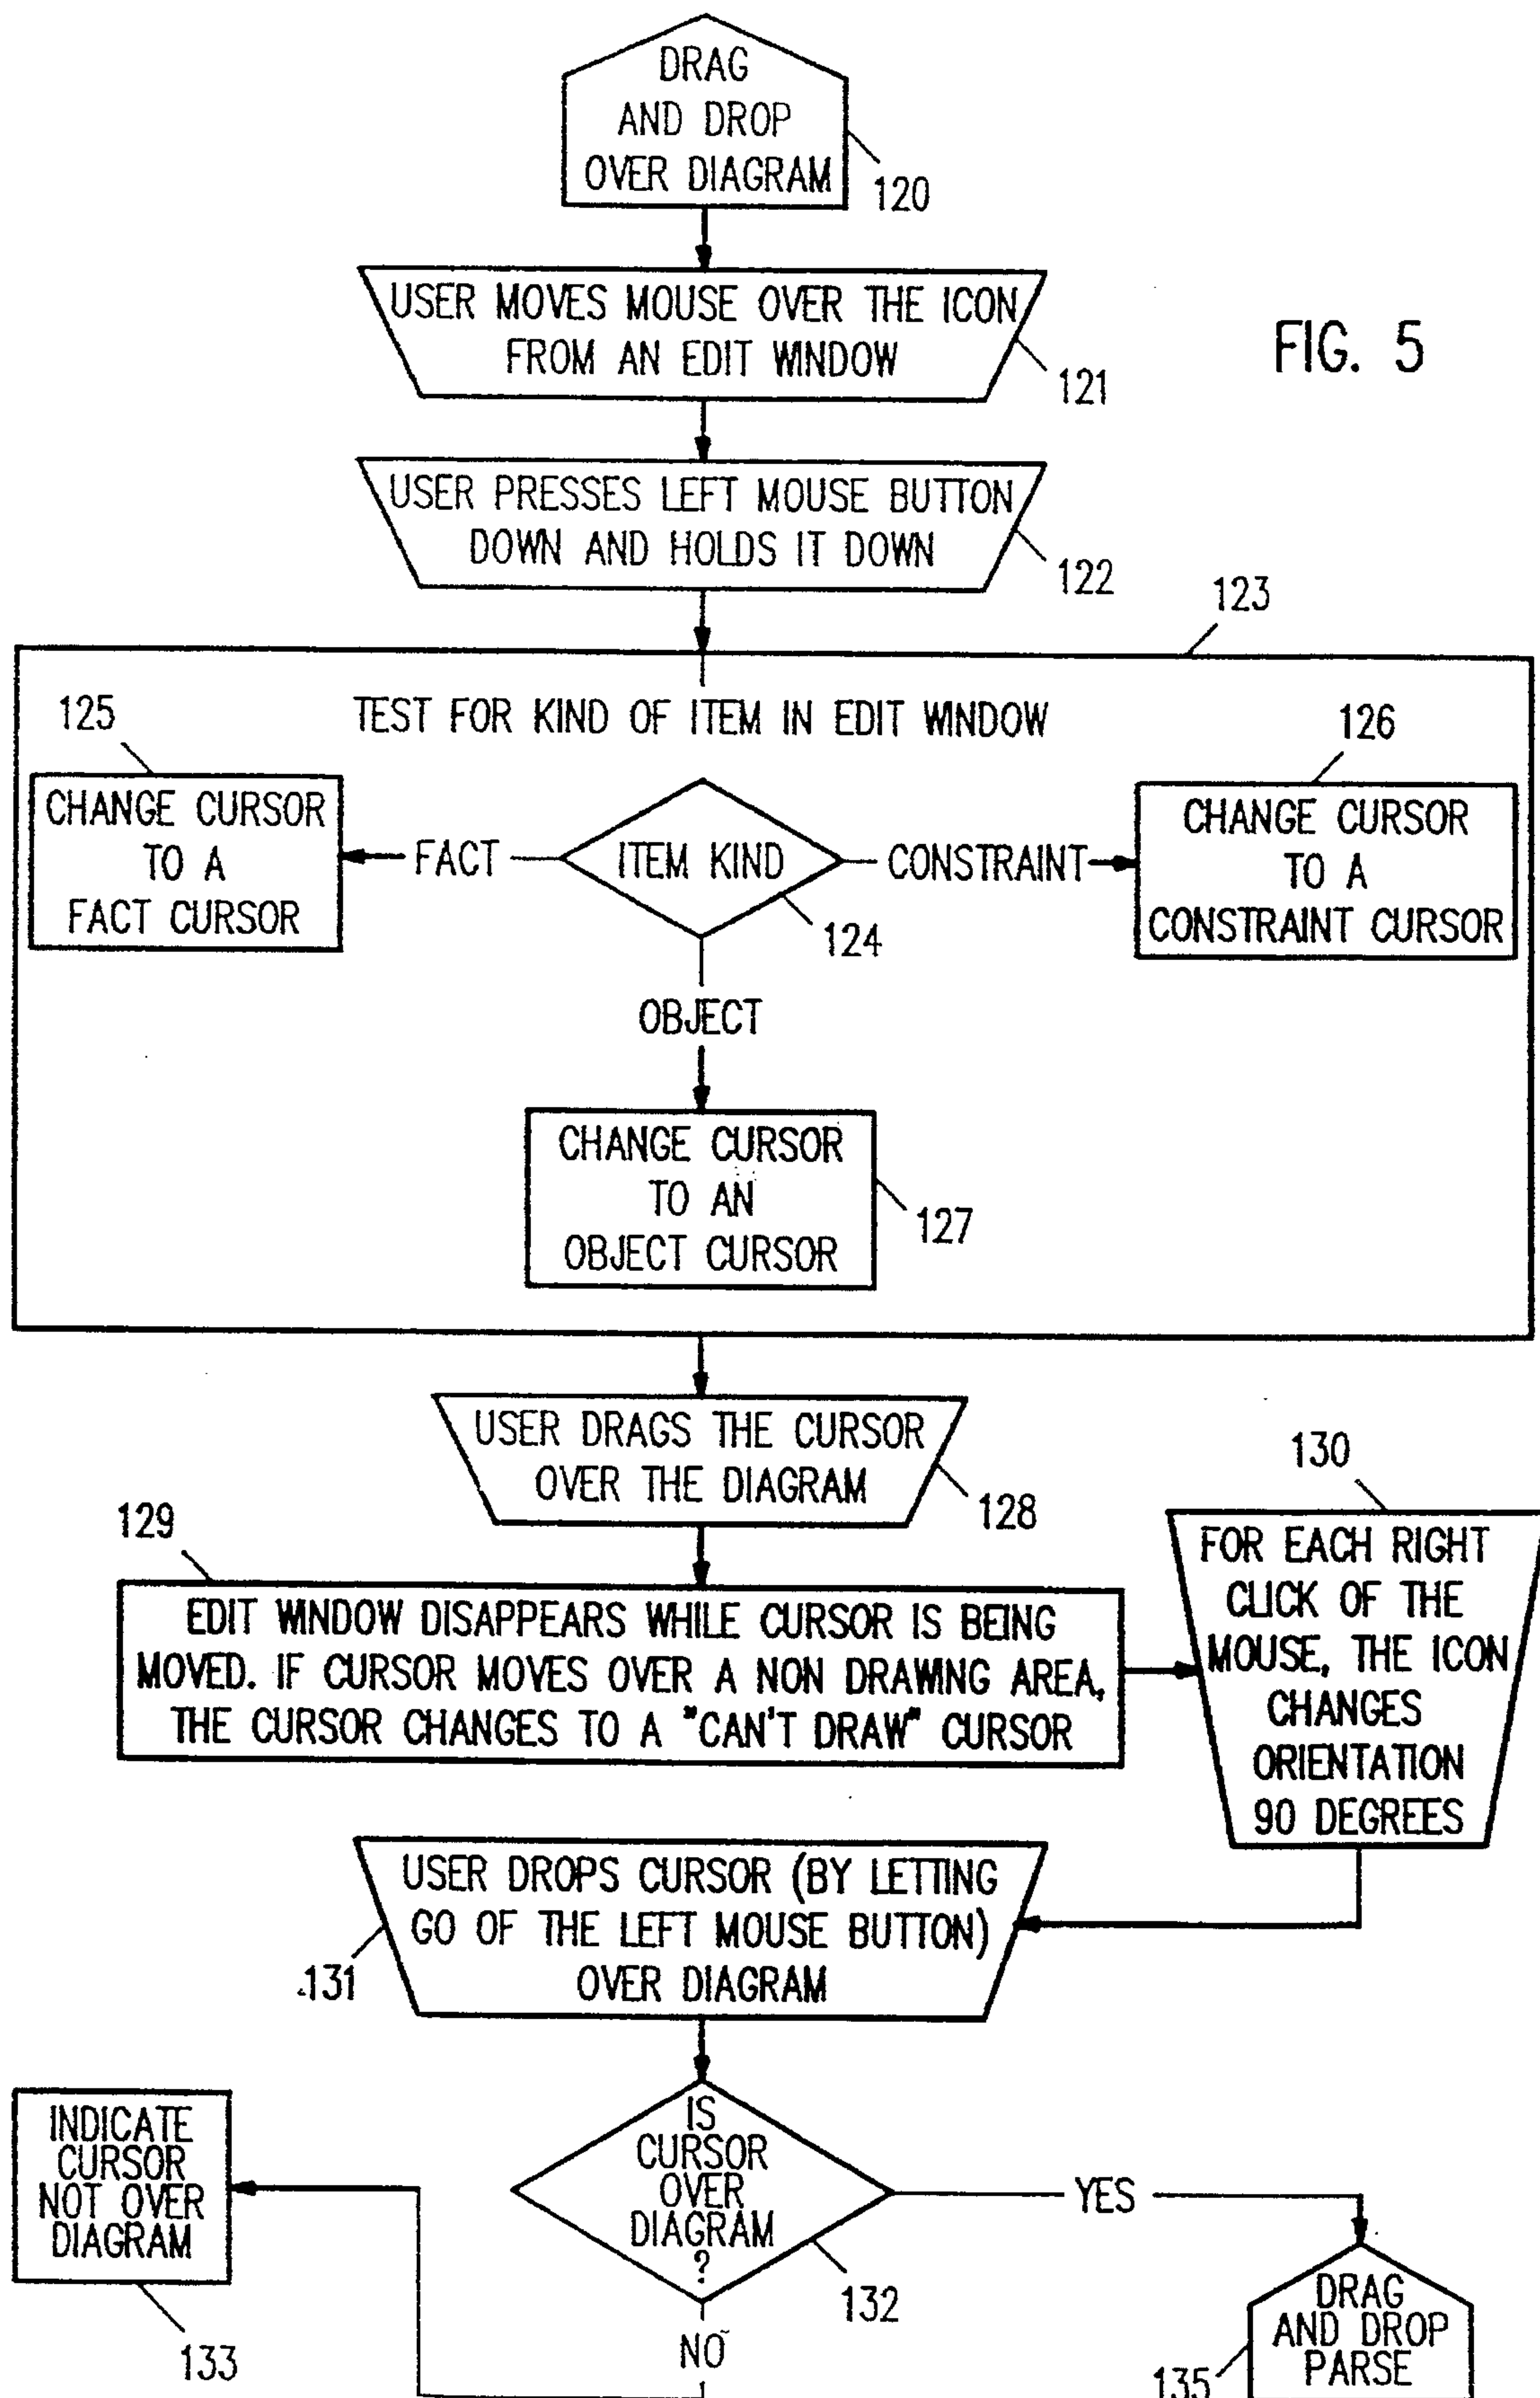 DRAG
AND DROP
OVER DIAGRAM
120
USER MOVES MOUSE OVER THE ICON
FROM AN EDIT WINDOW
121
FIG. 5
USER PRESSES LEFT MOUSE BUTTON
DOWN AND HOLDS IT DOWN
122
123
TEST FOR KIND OF ITEM IN EDIT WINDOW
125
CHANGE CURSOR
TO A
FACT CURSOR
FACT
ITEM KIND
124
CONSTRAINT
126
CHANGE CURSOR
TO A
CONSTRAINT CURSOR
OBJECT
CHANGE CURSOR
TO AN
OBJECT CURSOR
127
USER DRAGS THE CURSOR
OVER THE DIAGRAM
128
129
EDIT WINDOW DISAPPEARS WHILE CURSOR IS BEING
MOVED. IF CURSOR MOVES OVER A NON DRAWING AREA,
THE CURSOR CHANGES TO A "CAN'T DRAW" CURSOR
130
FOR EACH RIGHT
CLICK OF THE
MOUSE, THE ICON
CHANGES
ORIENTATION
90 DEGREES
USER DROPS CURSOR (BY LETTING
GO OF THE LEFT MOUSE BUTTON)
OVER DIAGRAM
131
IS
CURSOR
OVER
DIAGRAM
?
132
INDICATE
CURSOR
NOT OVER
DIAGRAM
133
NO
YES
DRAG
AND DROP
PARSE
135